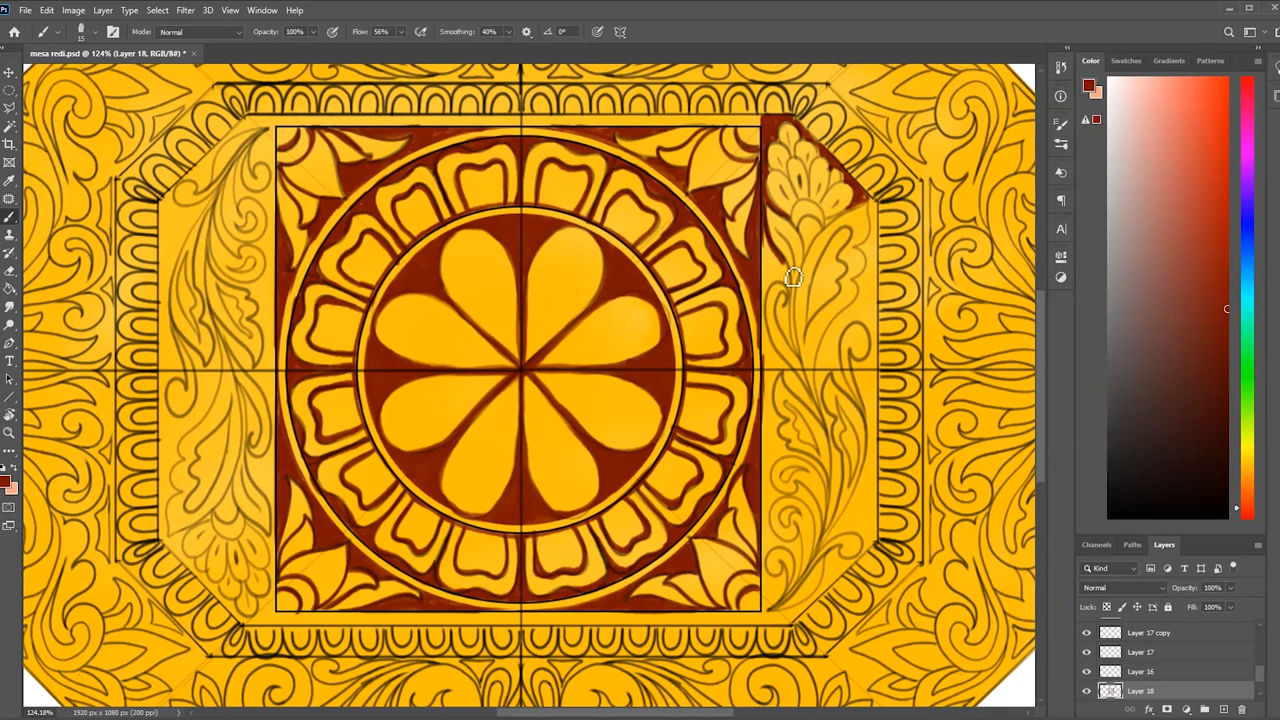 Ps File Edit Image Layer Type Select Filter 3D View Window Help
15 Mode: Normal Opacity: 100% Flow: 56% Smoothing: 40% 0°
mesa redi.psd @ 124% (Layer 18, RGB/8#) * ×
Color Swatches Gradients Patterns
Channels Paths Layers
Kind
Normal Opacity: 100%
Lock: Fill: 100%
Layer 17 copy
Layer 17
Layer 16
Layer 18
124.18% 1920 px x 1080 px (200 ppi)